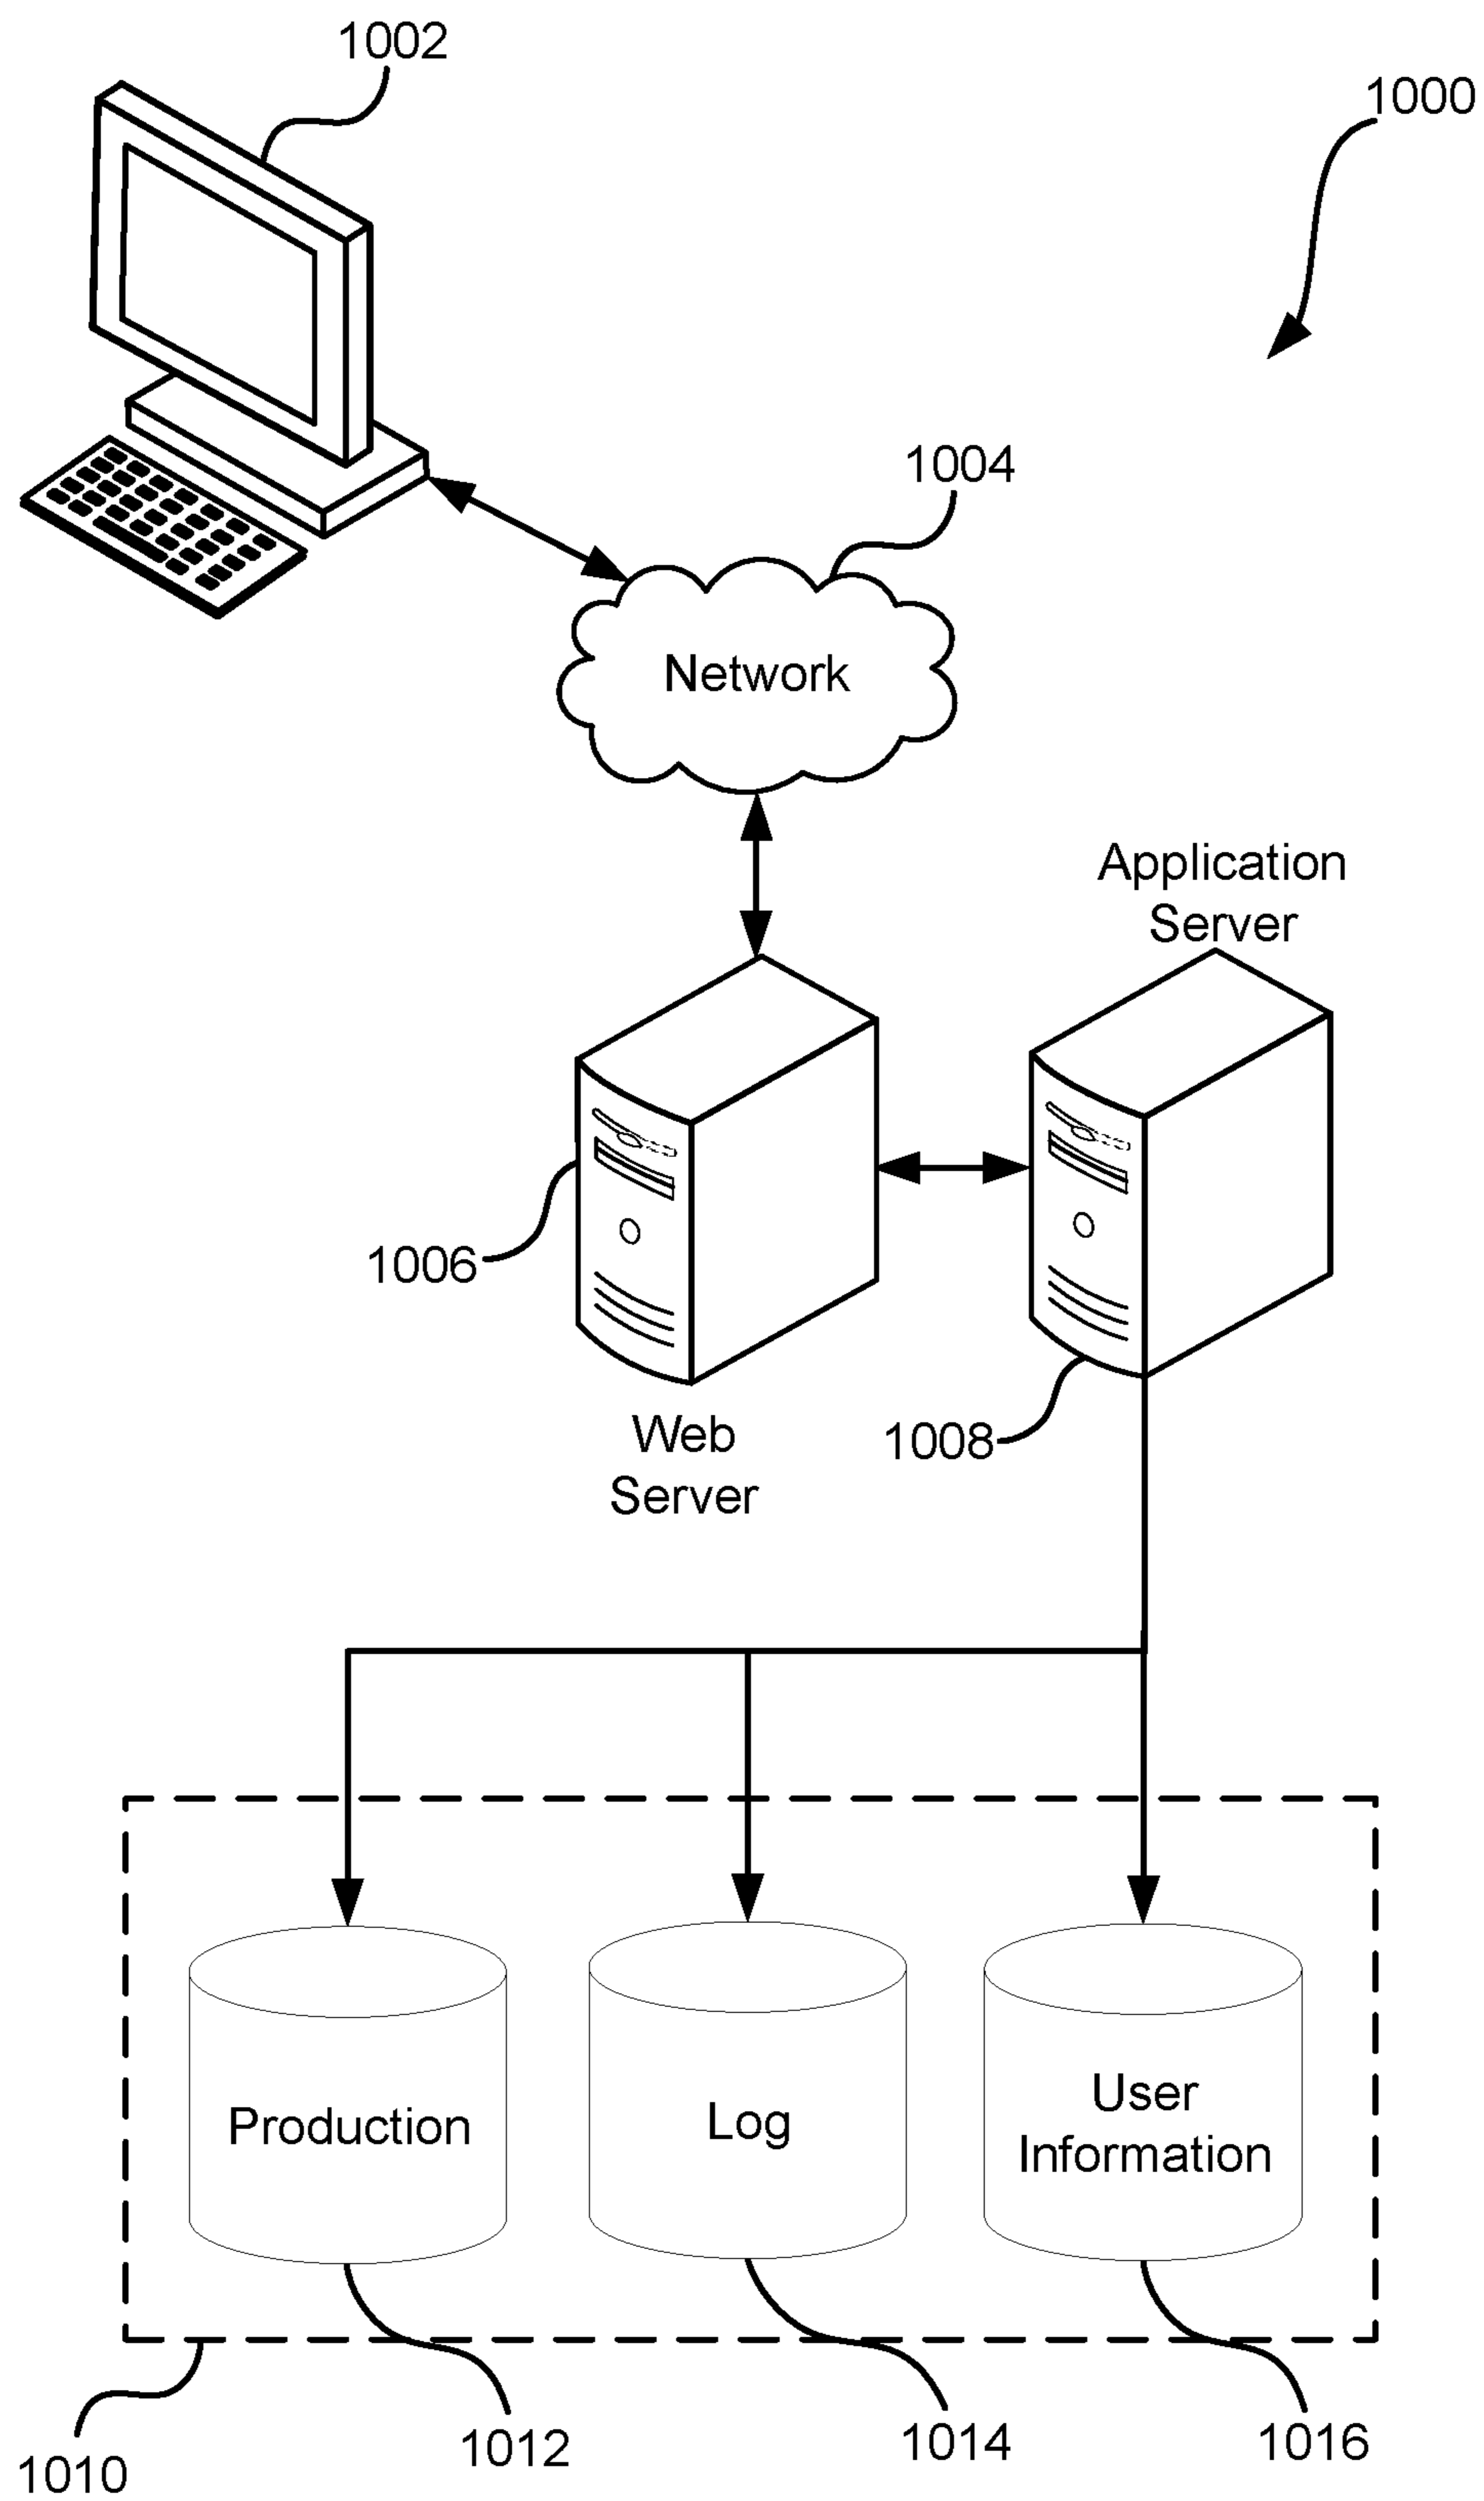 1002
1000
1004
Network
Application
Server
1006
Web
Server
1008
Production
Log
User
Information
1010
1012
1014
1016